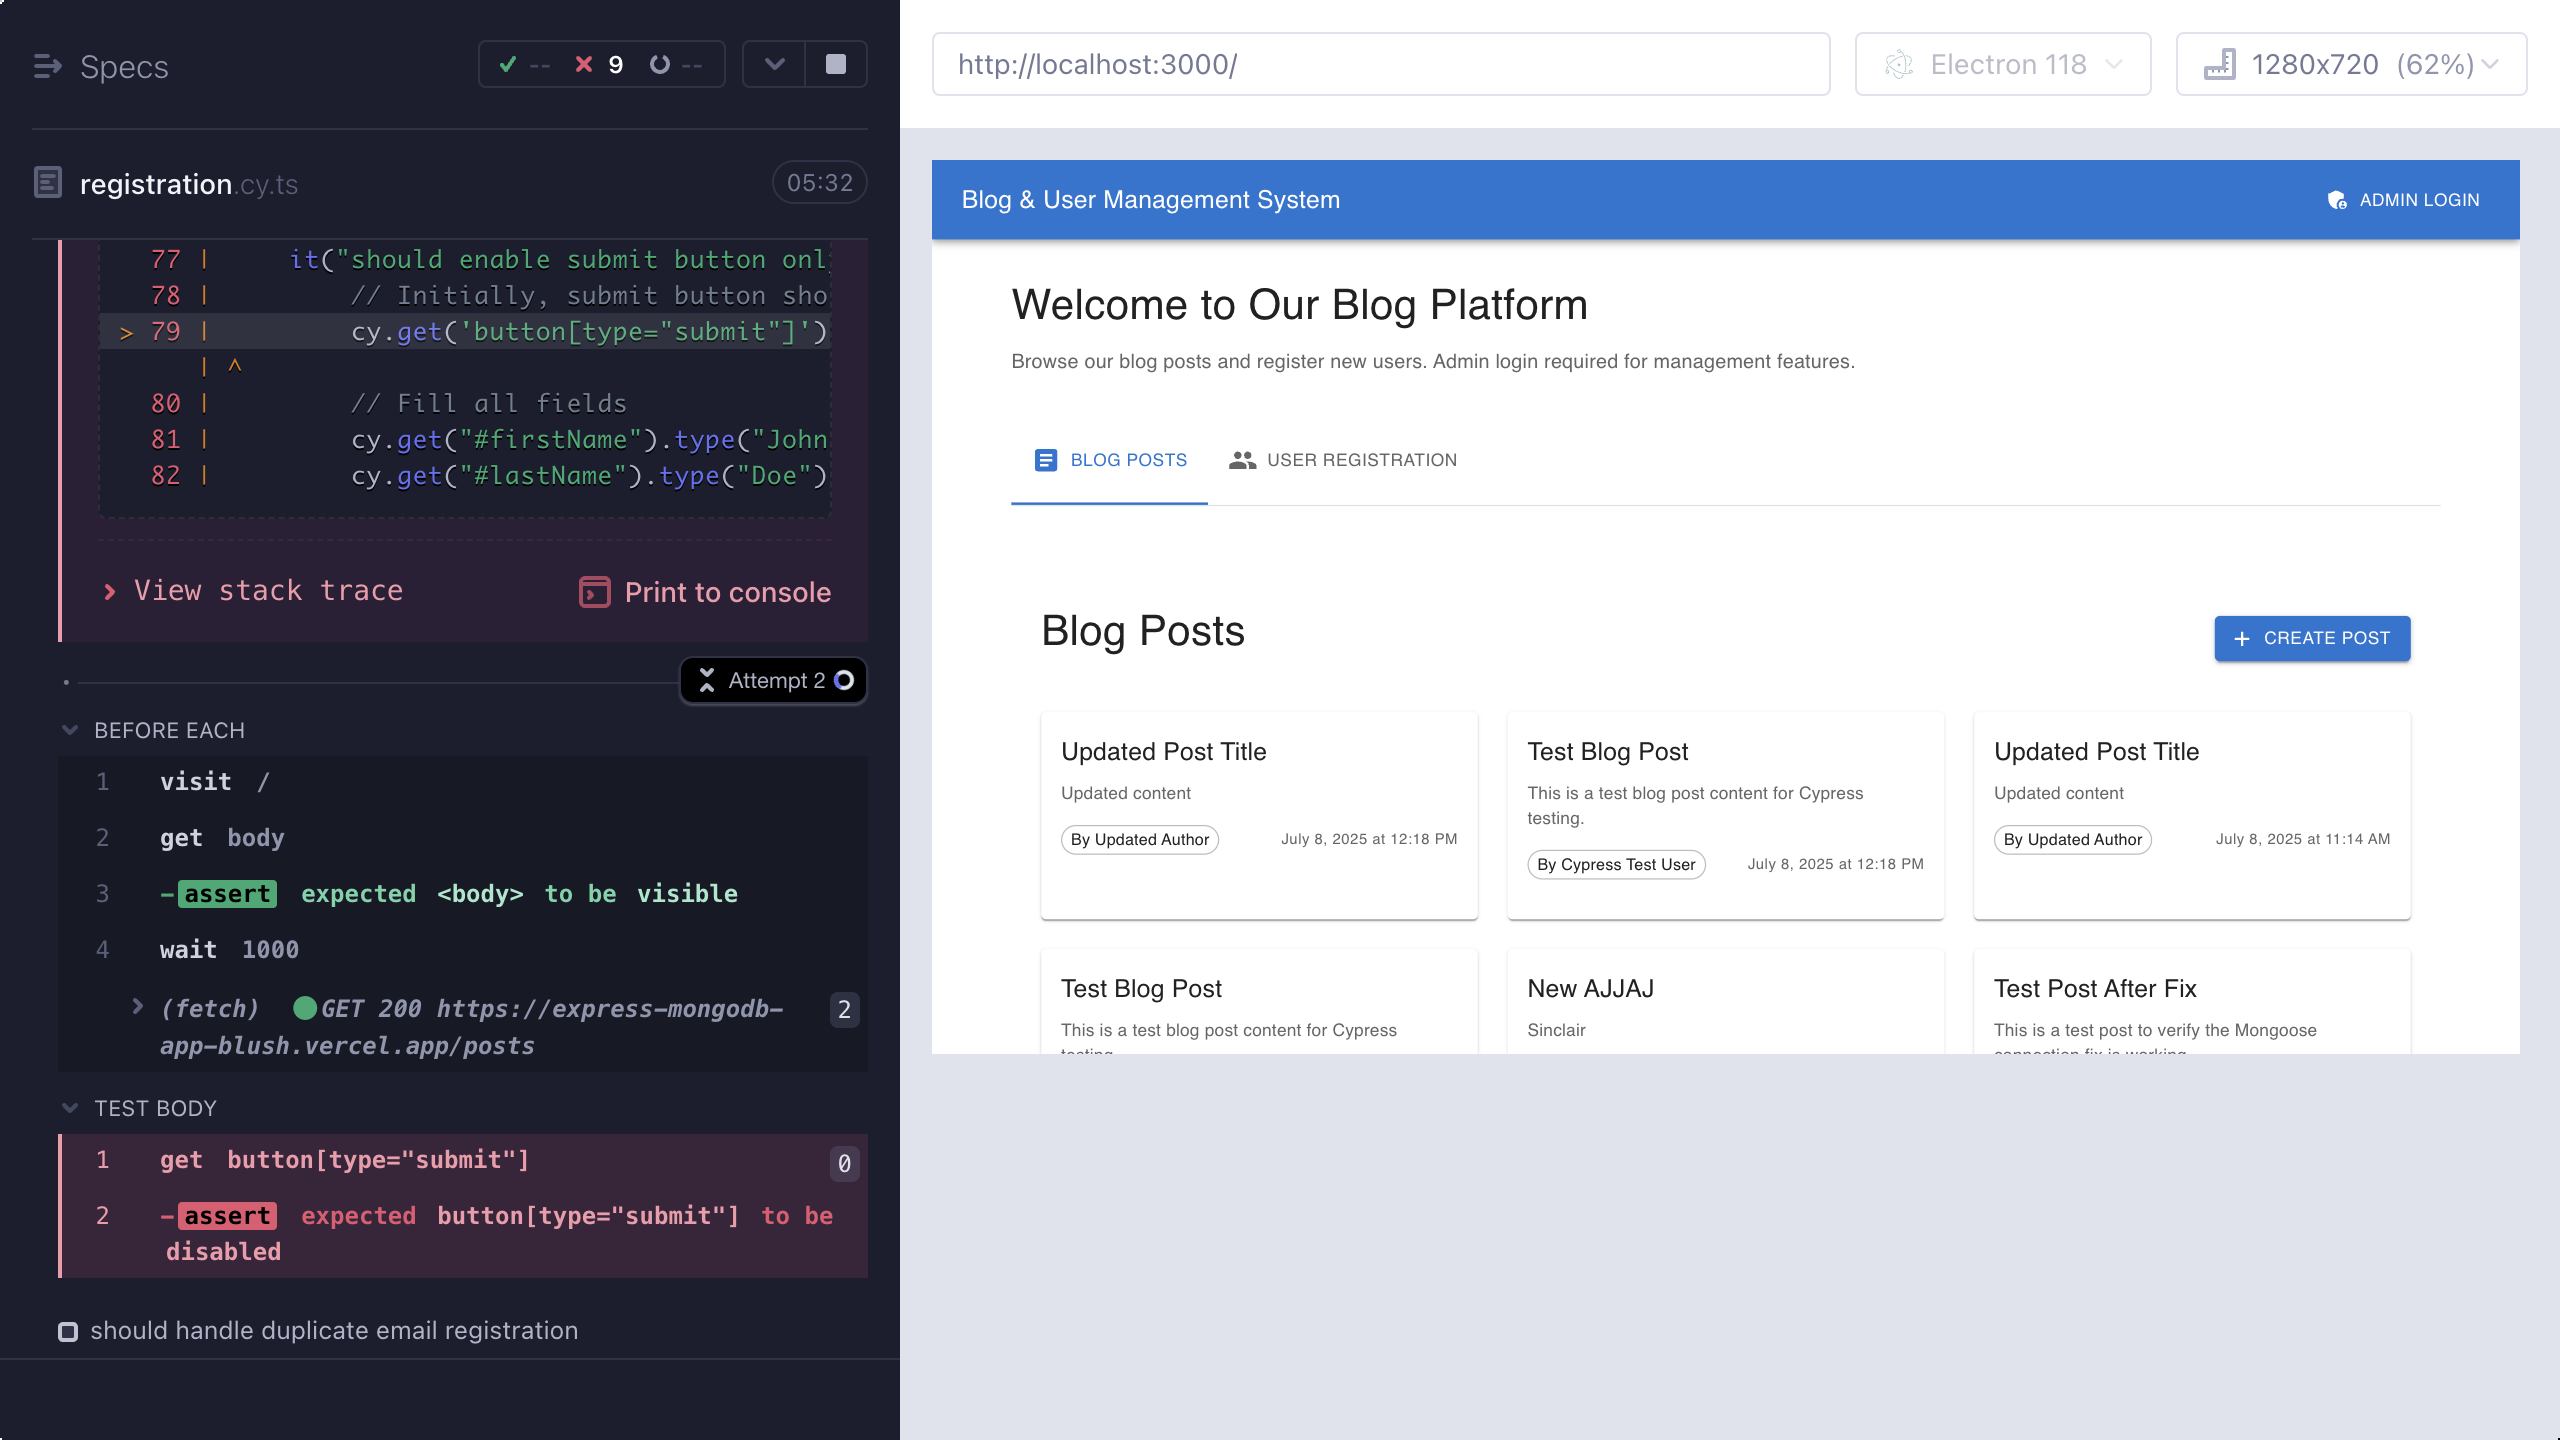 Specs
-- 9 --
registration.cy.ts
05:32
77 | it("should enable submit button onl
78 | // Initially, submit button sho
> 79 | cy.get('button[type="submit"]')
| ^
80 | // Fill all fields
81 | cy.get("#firstName").type("John
82 | cy.get("#lastName").type("Doe")
View stack trace
Print to console
Attempt 2
BEFORE EACH
1 visit /
2 get body
3 -assert expected <body> to be visible
4 wait 1000
(fetch) GET 200 https://express-mongodb-
app-blush.vercel.app/posts
2
TEST BODY
1 get button[type="submit"] 0
2 -assert expected button[type="submit"] to be
disabled
should handle duplicate email registration
http://localhost:3000/
Electron 118
1280x720 (62%)
Blog & User Management System
ADMIN LOGIN
Welcome to Our Blog Platform
Browse our blog posts and register new users. Admin login required for management features.
BLOG POSTS
USER REGISTRATION
Blog Posts
+ CREATE POST
Updated Post Title
Updated content
By Updated Author
July 8, 2025 at 12:18 PM
Test Blog Post
This is a test blog post content for Cypress
testing.
By Cypress Test User
July 8, 2025 at 12:18 PM
Updated Post Title
Updated content
By Updated Author
July 8, 2025 at 11:14 AM
Test Blog Post
This is a test blog post content for Cypress
testing.
New AJJAJ
Sinclair
Test Post After Fix
This is a test post to verify the Mongoose
connection fix is working